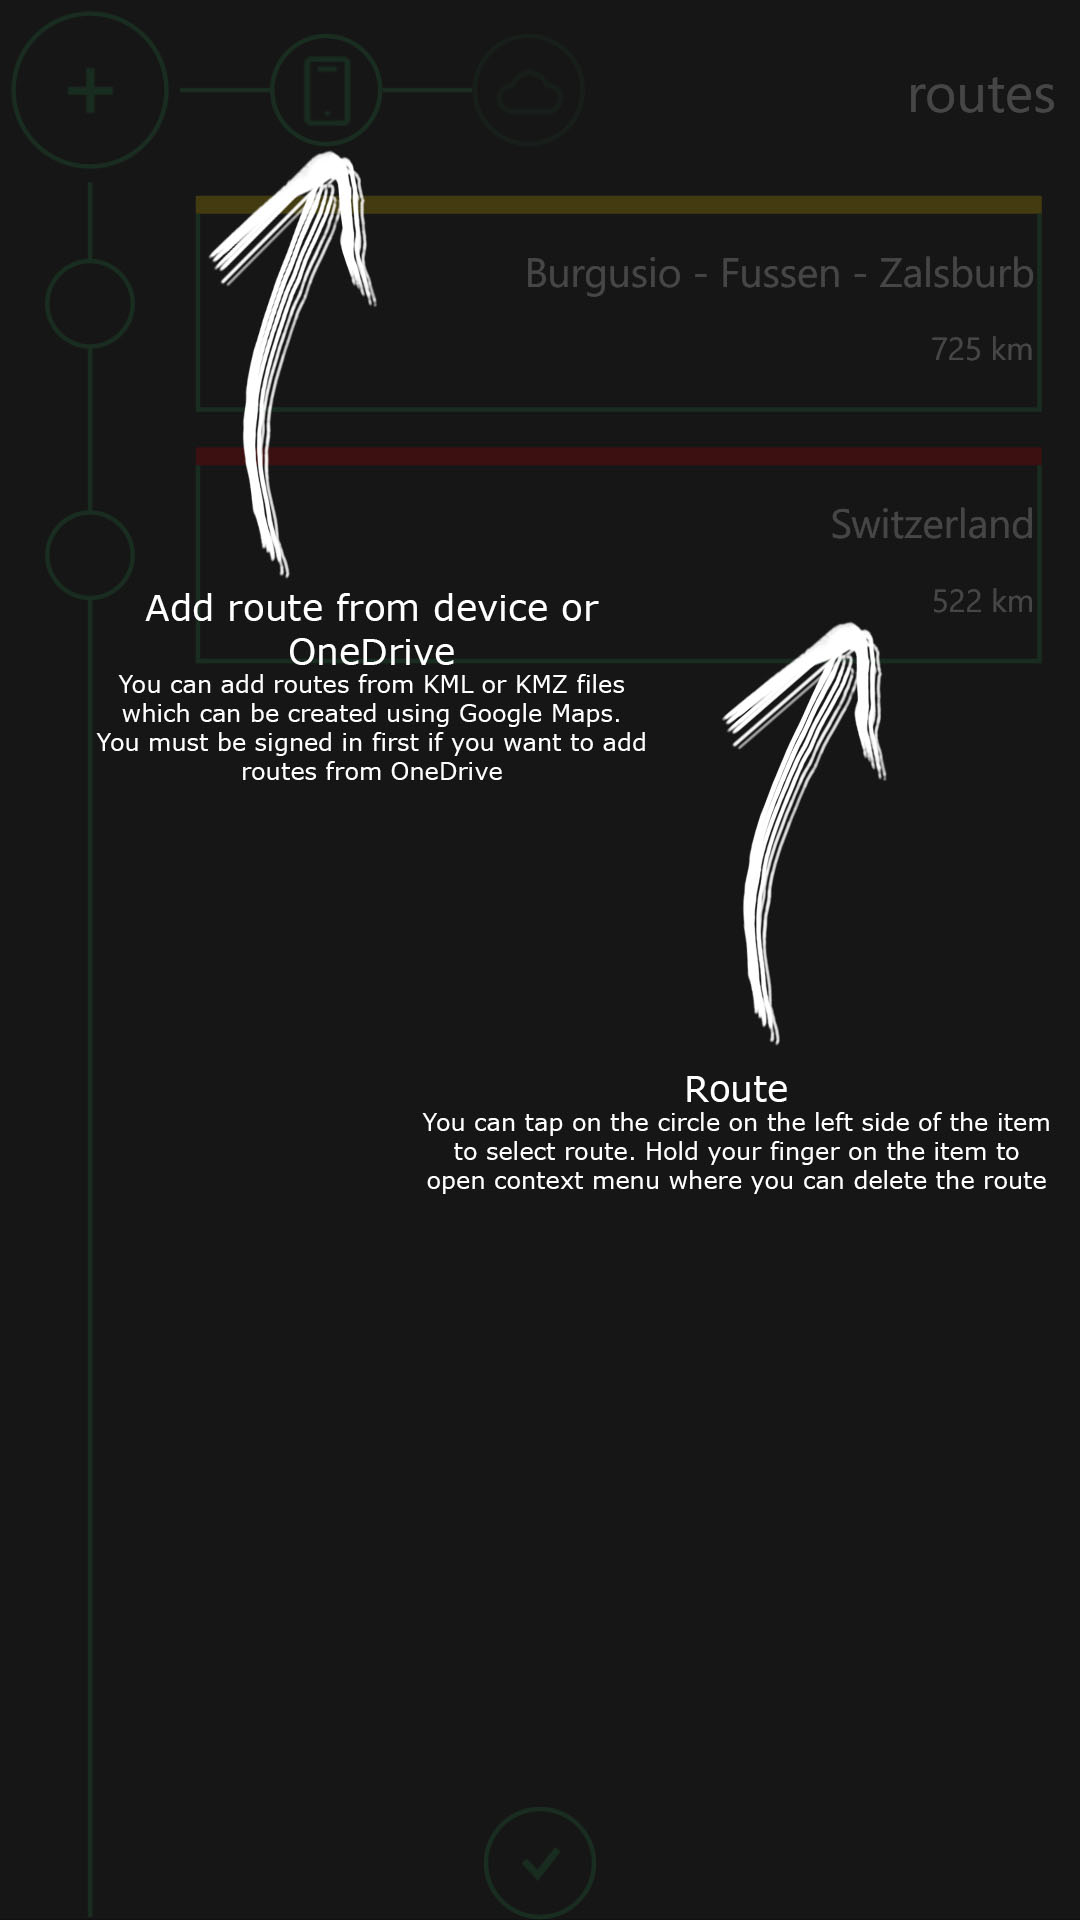 routes
Burgusio - Fussen - Zalsburb
725 km
Switzerland
522 km
Add route from device or
OneDrive
You can add routes from KML or KMZ files
which can be created using Google Maps.
You must be signed in first if you want to add
routes from OneDrive
Route
You can tap on the circle on the left side of the item
to select route. Hold your finger on the item to
open context menu where you can delete the route